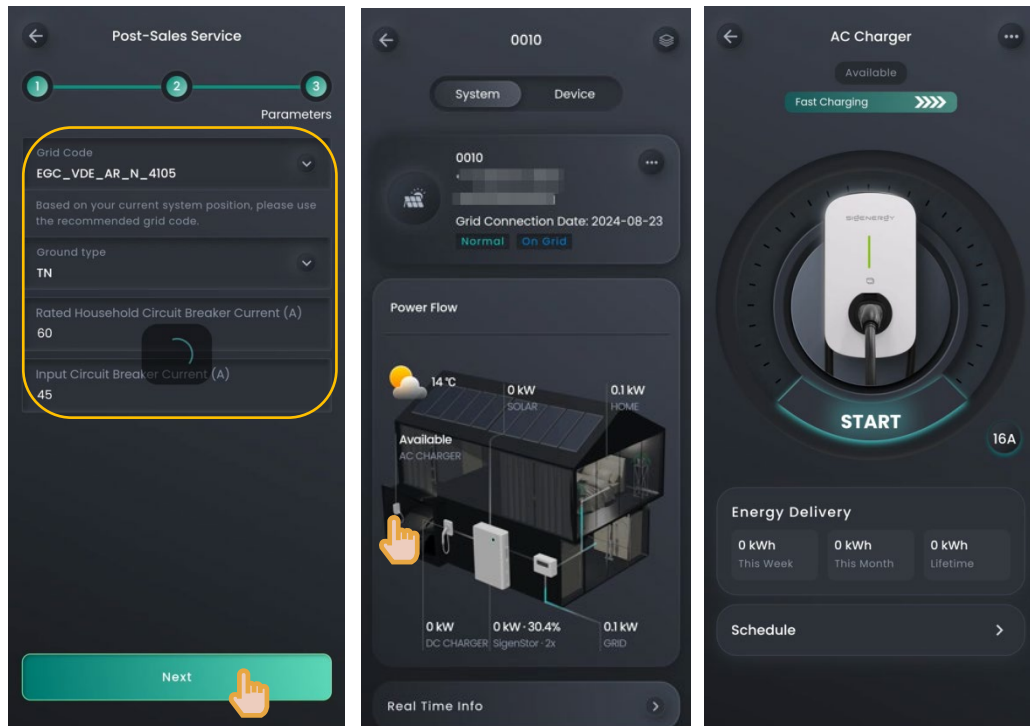 Post-Sales Service
1
2
3
Parameters
Grid Code
EGC_VDE_AR_N_4105
Based on your current system position, please use
the recommended grid code.
Ground type
TN
Rated Household Circuit Breaker Current (A)
60
Input Circuit Breaker Current (A)
45
Next
0010
System
Device
0010
Grid Connection Date: 2024-08-23
Normal
On Grid
Power Flow
14 °C
0 kW
SOLAR
0.1 kW
HOME
Available
AC CHARGER
0 kW
DC CHARGER
0 kW · 30.4%
SigenStor · 2x
0.1 kW
GRID
Real Time Info
AC Charger
Available
Fast Charging
SIGENERGY
START
16A
Energy Delivery
0 kWh
This Week
0 kWh
This Month
0 kWh
Lifetime
Schedule